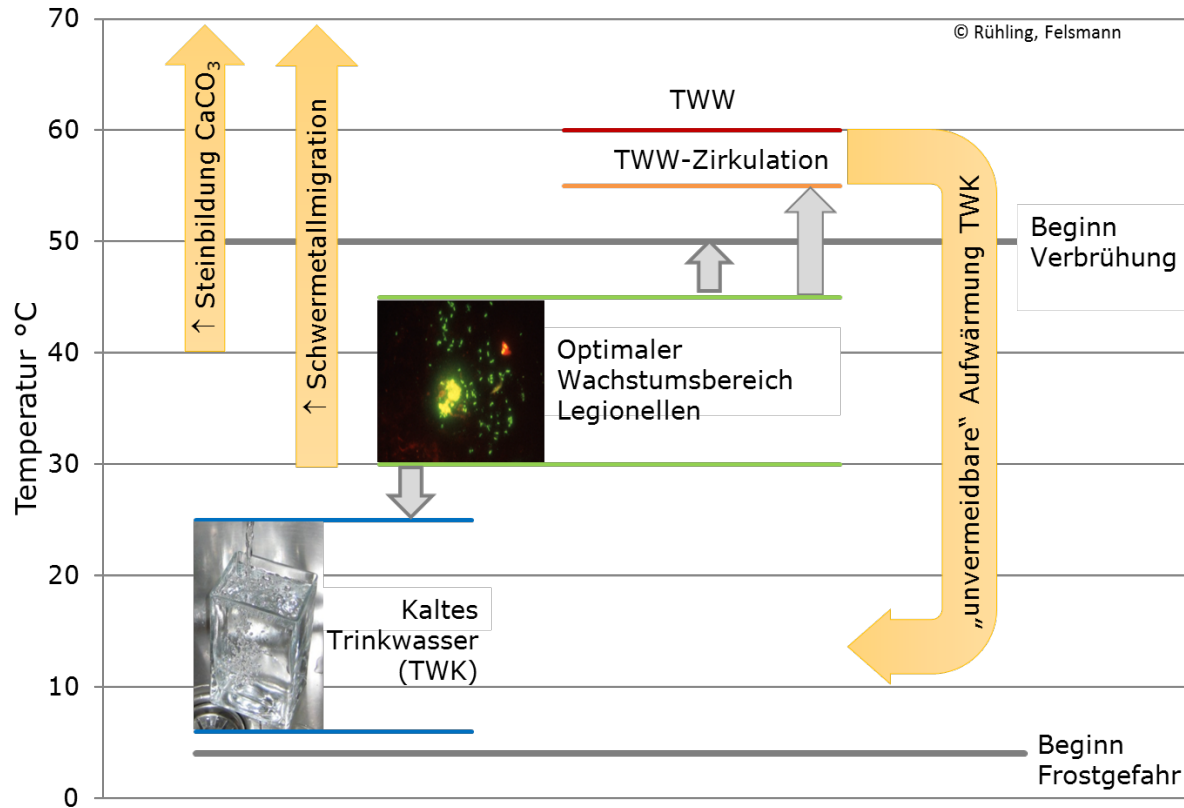 © Rühling, Felsmann
70
60
50
40
30
20
10
0
Temperatur °C
↑ Steinbildung CaCO₃
↑ Schwermetallmigration
TWW
TWW-Zirkulation
„unvermeidbare“ Aufwärmung TWK
Beginn
Verbrühung
Optimaler
Wachstumsbereich
Legionellen
Kaltes
Trinkwasser
(TWK)
Beginn
Frostgefahr